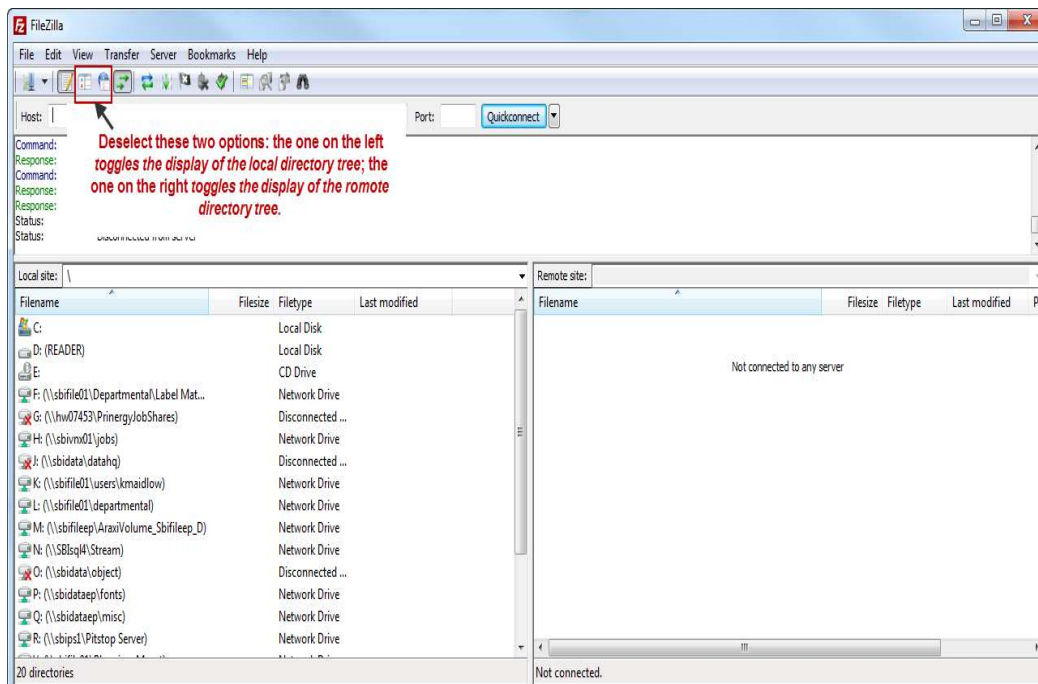 FileZilla
File Edit View Transfer Server Bookmarks Help
Host: Port: Quickconnect
Command:
Response:
Command:
Response:
Response:
Status:
Status: Disconnected from server
Deselect these two options: the one on the left
toggles the display of the local directory tree; the
one on the right toggles the display of the romote
directory tree.
Local site: \
Remote site:
Filename Filesize Filetype Last modified
Filename Filesize Filetype Last modified P
C: Local Disk
D: (READER) Local Disk
E: CD Drive
F: (\\sbifile01\Departmental\Label Mat... Network Drive
G: (\\hw07453\PrinergyJobShares) Disconnected ...
H: (\\sbivnx01\jobs) Network Drive
J: (\\sbidata\datahq) Disconnected ...
K: (\\sbifile01\users\kmaidlow) Network Drive
L: (\\sbifile01\departmental) Network Drive
M: (\\sbifileep\AraxiVolume_Sbifileep_D) Network Drive
N: (\\SBIsql4\Stream) Network Drive
O: (\\sbidata\object) Disconnected ...
P: (\\sbidataep\fonts) Network Drive
Q: (\\sbidataep\misc) Network Drive
R: (\\sbips1\Pitstop Server) Network Drive
Not connected to any server
20 directories
Not connected.